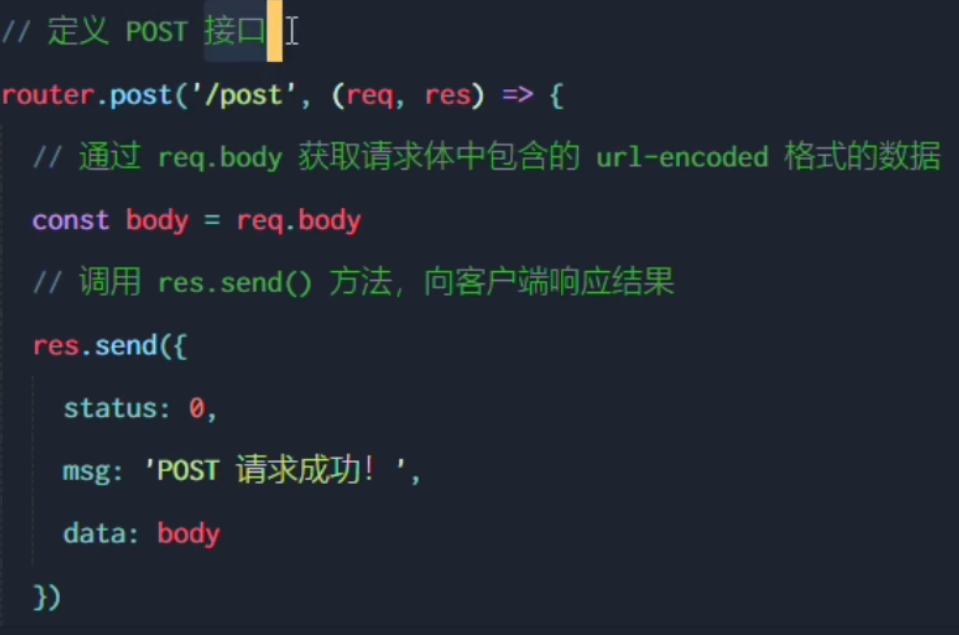 // 定义 POST 接口
router.post('/post', (req, res) => {
// 通过 req.body 获取请求体中包含的 url-encoded 格式的数据
const body = req.body
// 调用 res.send() 方法，向客户端响应结果
res.send({
status: 0,
msg: 'POST 请求成功！',
data: body
})